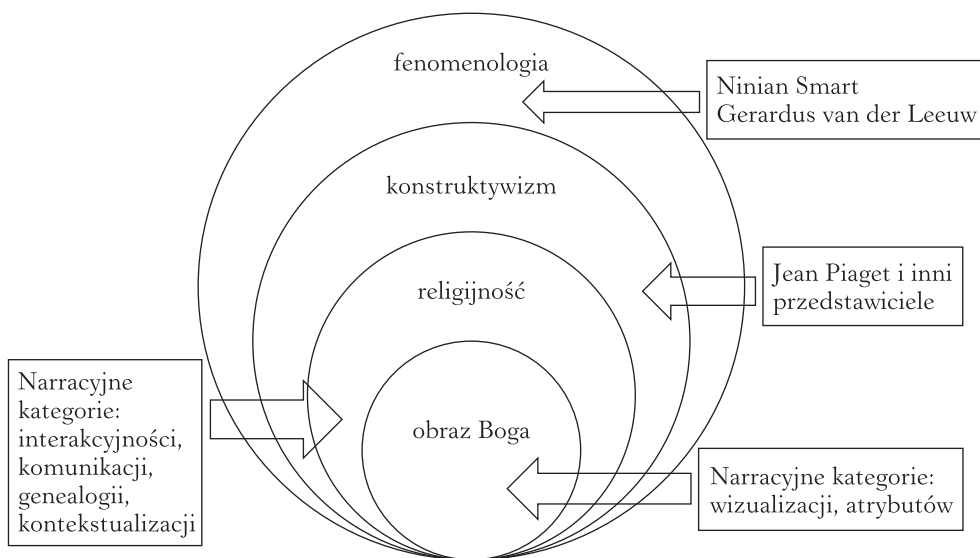 fenomenologia
Ninian Smart
Gerardus van der Leeuw
konstruktywizm
Jean Piaget i inni
przedstawiciele
religijność
Narracyjne
kategorie:
interakcyjności,
komunikacji,
genealogii,
kontekstualizacji
obraz Boga
Narracyjne kategorie:
wizualizacji, atrybutów